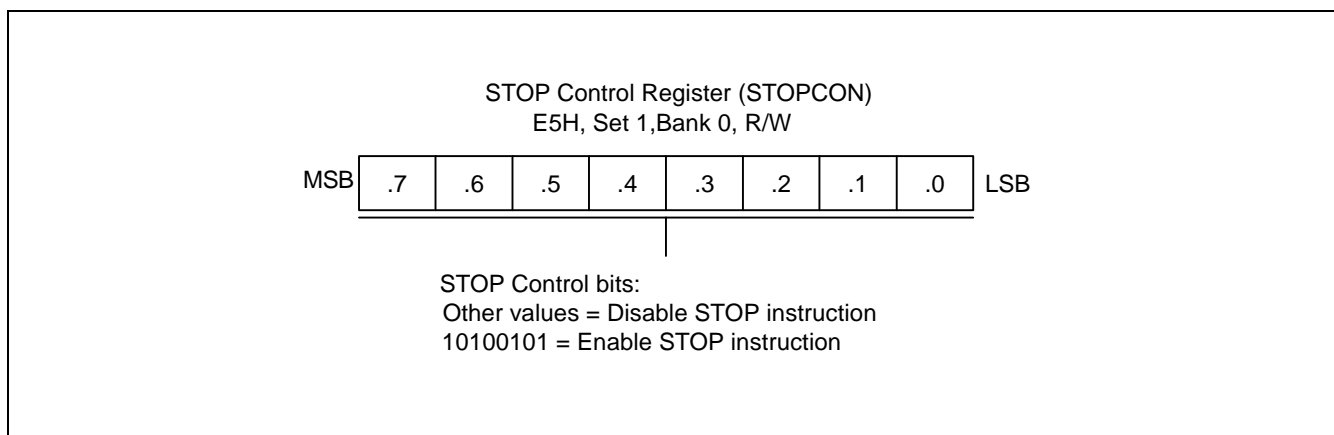 STOP Control Register (STOPCON)
E5H, Set 1,Bank 0, R/W
MSB .7 .6 .5 .4 .3 .2 .1 .0 LSB
STOP Control bits:
Other values = Disable STOP instruction
10100101 = Enable STOP instruction